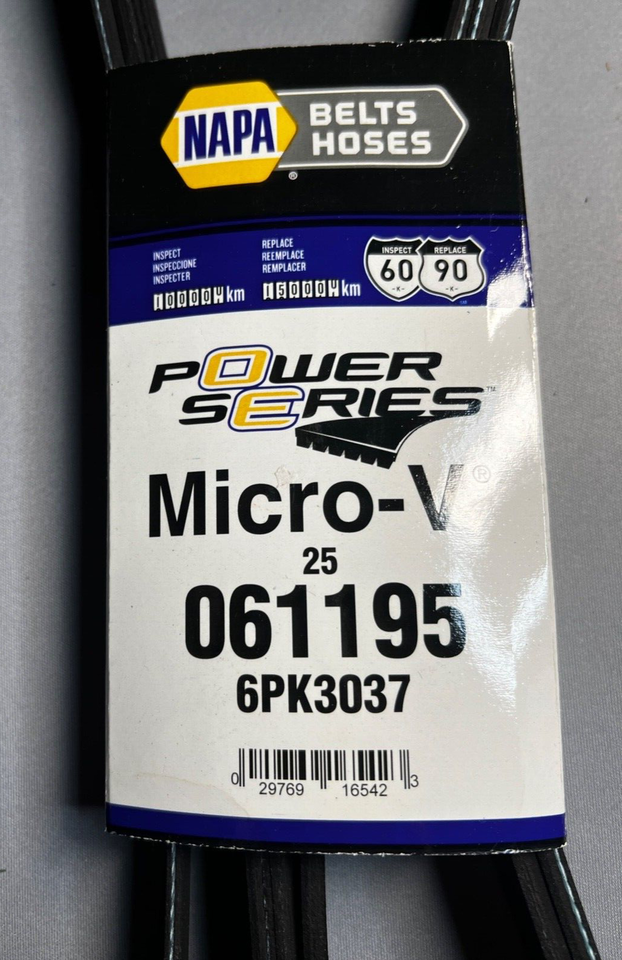 NAPA
BELTS
HOSES
®
INSPECT
INSPECCIONE
INSPECTER
100000 km
REPLACE
REEMPLACE
REMPLACER
150000 km
INSPECT
60
-K-
REPLACE
90
-K-
POWER
SERIES™
Micro-V®
25
061195
6PK3037
0 29769 16542 3